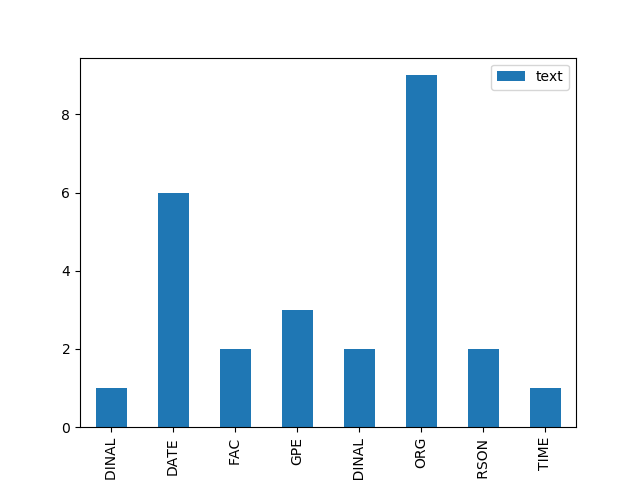 text
8
6
4
2
0
DINAL
DATE
FAC
GPE
DINAL
ORG
RSON
TIME